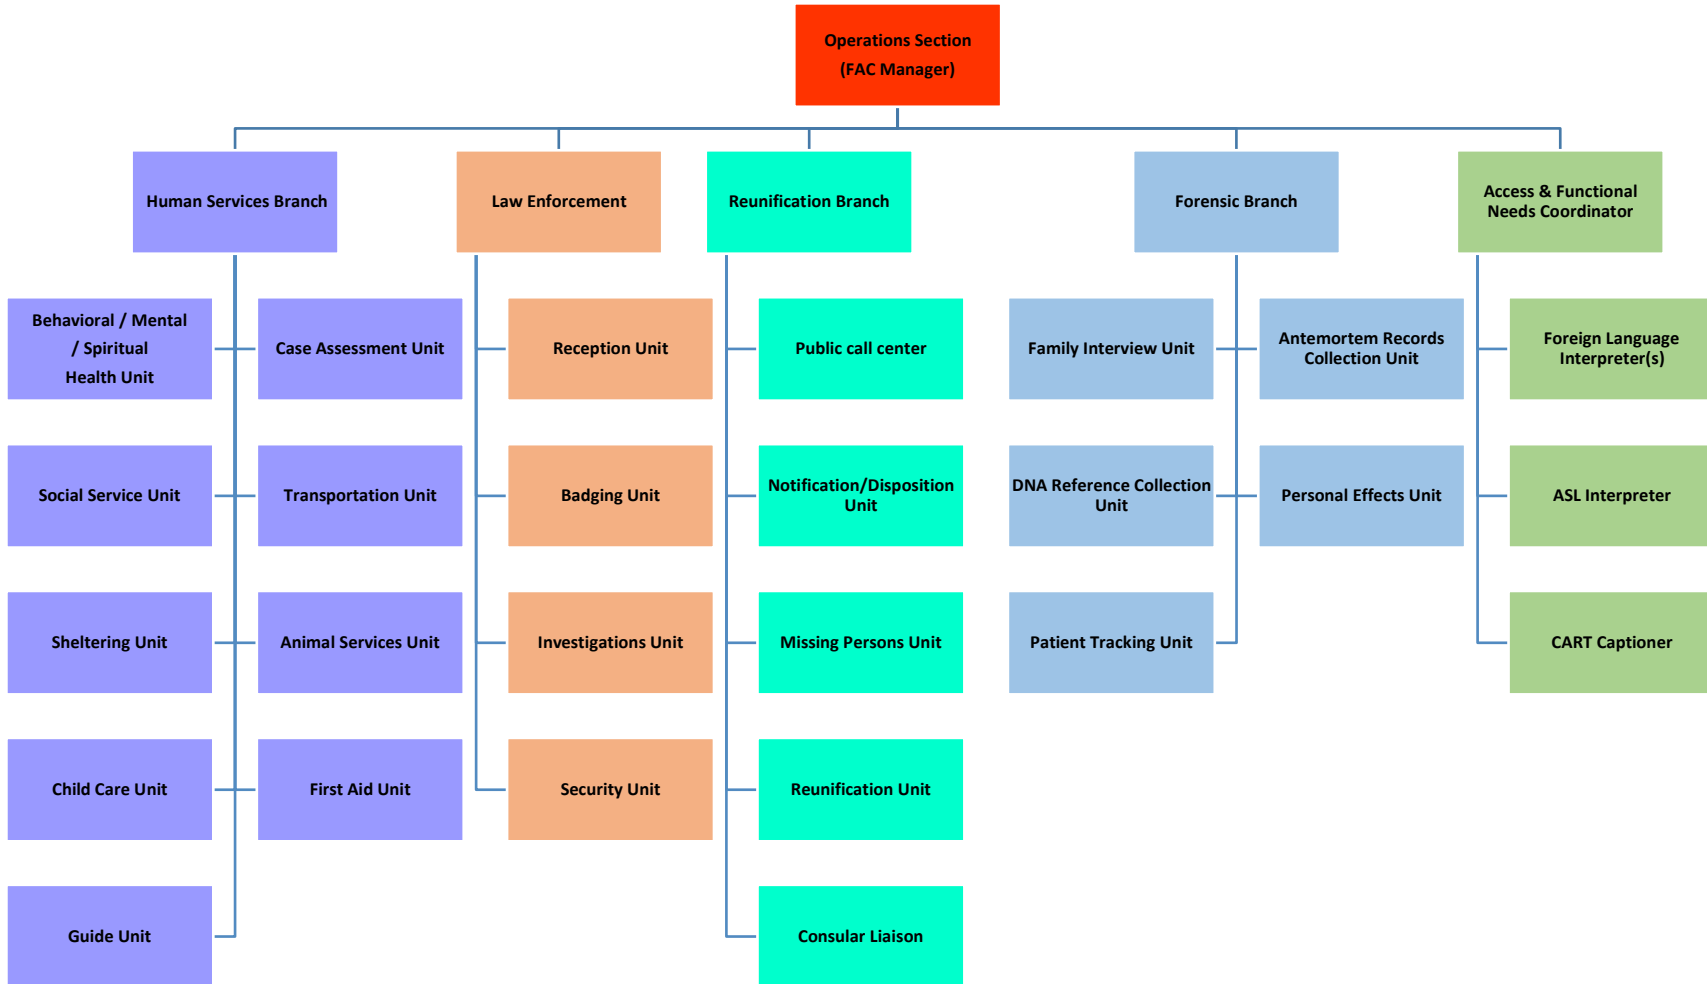 Operations Section
(FAC Manager)
Human Services Branch
Law Enforcement
Reunification Branch
Forensic Branch
Access & Functional
Needs Coordinator
Behavioral / Mental
/ Spiritual
Health Unit
Case Assessment Unit
Reception Unit
Public call center
Family Interview Unit
Antemortem Records
Collection Unit
Foreign Language
Interpreter(s)
Social Service Unit
Transportation Unit
Badging Unit
Notification/Disposition
Unit
DNA Reference Collection
Unit
Personal Effects Unit
ASL Interpreter
Sheltering Unit
Animal Services Unit
Investigations Unit
Missing Persons Unit
Patient Tracking Unit
CART Captioner
Child Care Unit
First Aid Unit
Security Unit
Reunification Unit
Guide Unit
Consular Liaison